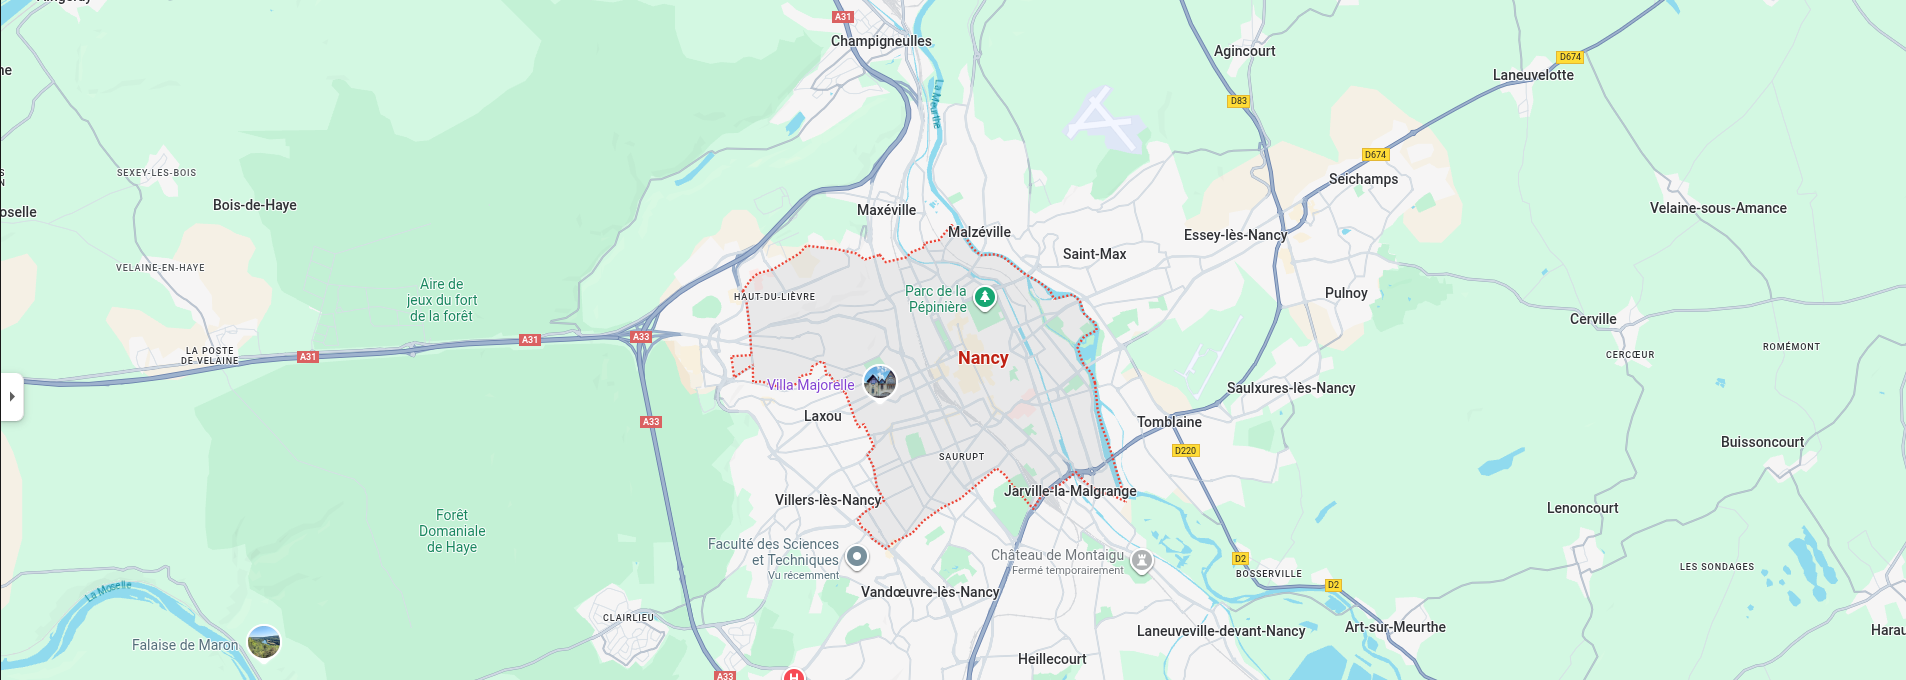 A31
Champigneulles
Agincourt
D674
Laneuvelotte
D83
La Meurthe
D674
SEXEY-LES-BOIS
Seichamps
Bois-de-Haye
Maxéville
Velaine-sous-Amance
oselle
Malzéville
Essey-lès-Nancy
Saint-Max
VELAINE-EN-HAYE
Aire de
jeux du fort
de la forêt
HAUT-DU-LIÈVRE
Parc de la
Pépinière
Pulnoy
Cerville
A31
A33
LA POSTE
DE VELAINE
A31
Nancy
CERCŒUR
ROMÉMONT
Villa Majorelle
Saulxures-lès-Nancy
Laxou
A33
Tomblaine
D220
Buissoncourt
SAURUPT
Jarville-la-Malgrange
Villers-lès-Nancy
Lenoncourt
Forêt
Domaniale
de Haye
Faculté des Sciences
et Techniques
Vu récemment
Château de Montaigu
Fermé temporairement
D2
BOSSERVILLE
D2
LES SONDAGES
La Moselle
Vandœuvre-lès-Nancy
CLAIRLIEU
Falaise de Maron
Laneuveville-devant-Nancy
Art-sur-Meurthe
Harau
Heillecourt
A33
H